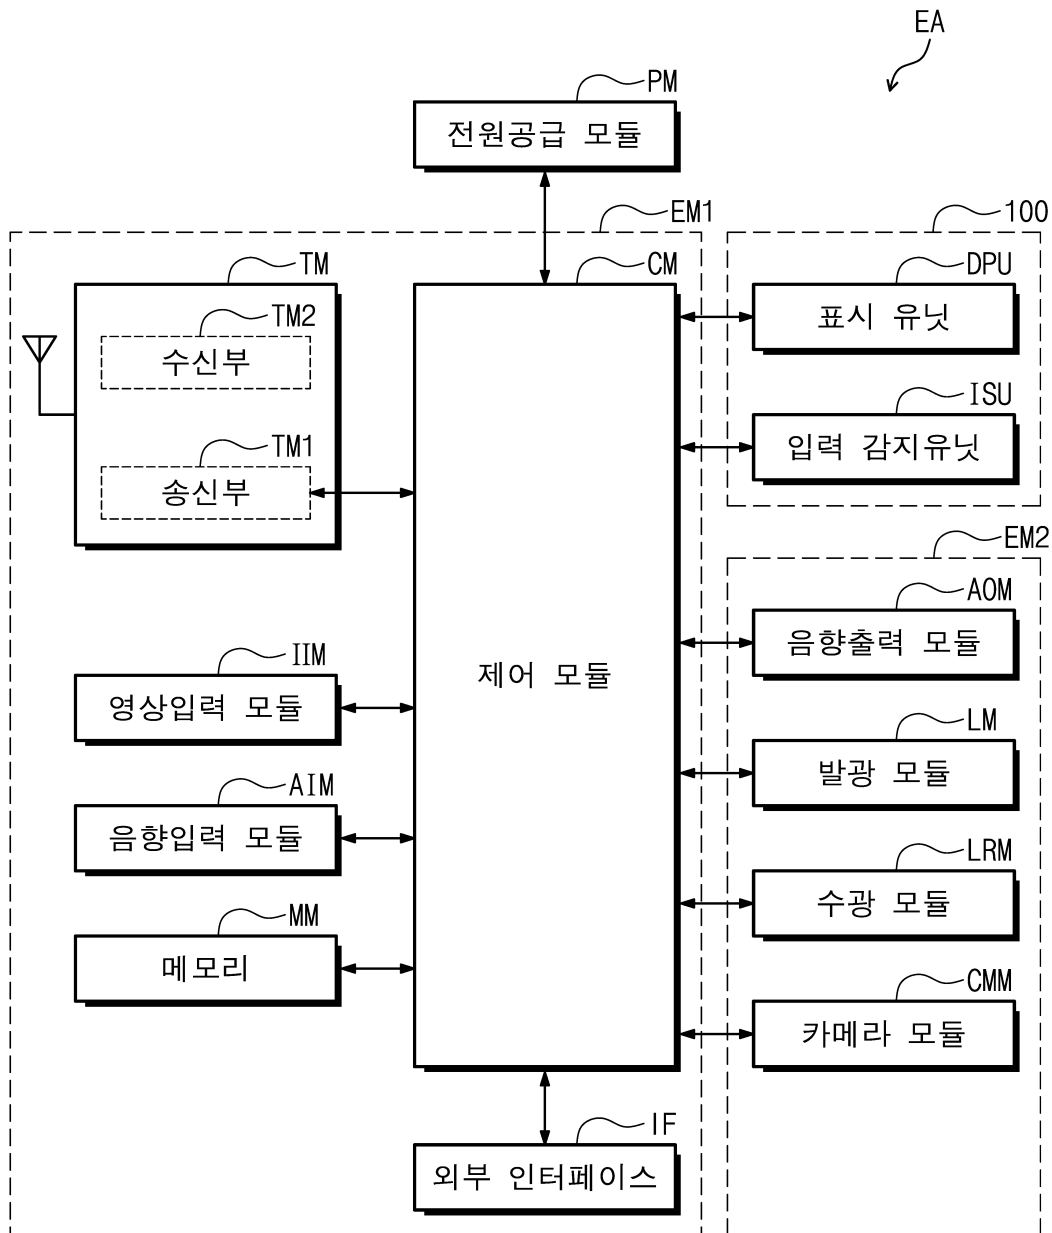 EA
PM
전원공급 모듈
EM1
100
TM
CM
DPU
TM2
수신부
표시 유닛
TM1
송신부
ISU
입력 감지유닛
EM2
AOM
음향출력 모듈
제어 모듈
IIM
영상입력 모듈
LM
발광 모듈
AIM
음향입력 모듈
LRM
수광 모듈
MM
메모리
CMM
카메라 모듈
IF
외부 인터페이스